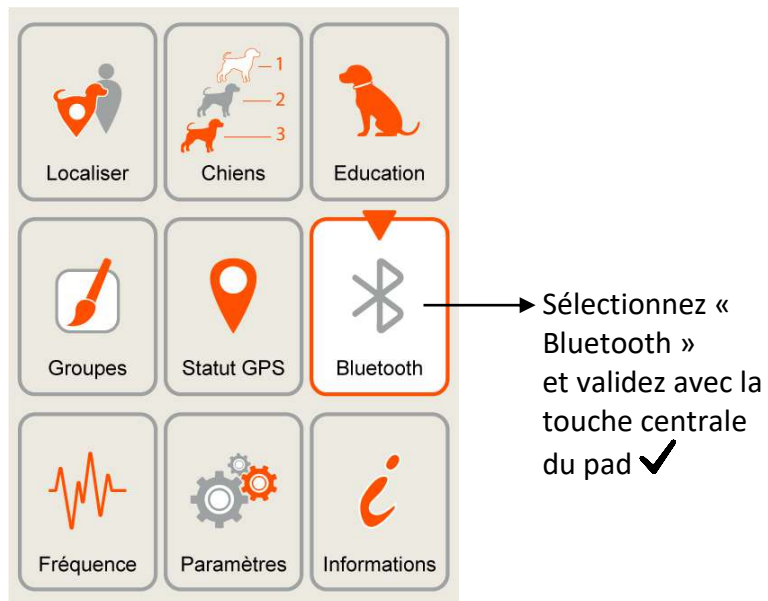 1
2
3
Localiser
Chiens
Education
Groupes
Statut GPS
Bluetooth
Sélectionnez «
Bluetooth »
et validez avec la
touche centrale
du pad ✔
Fréquence
Paramètres
Informations